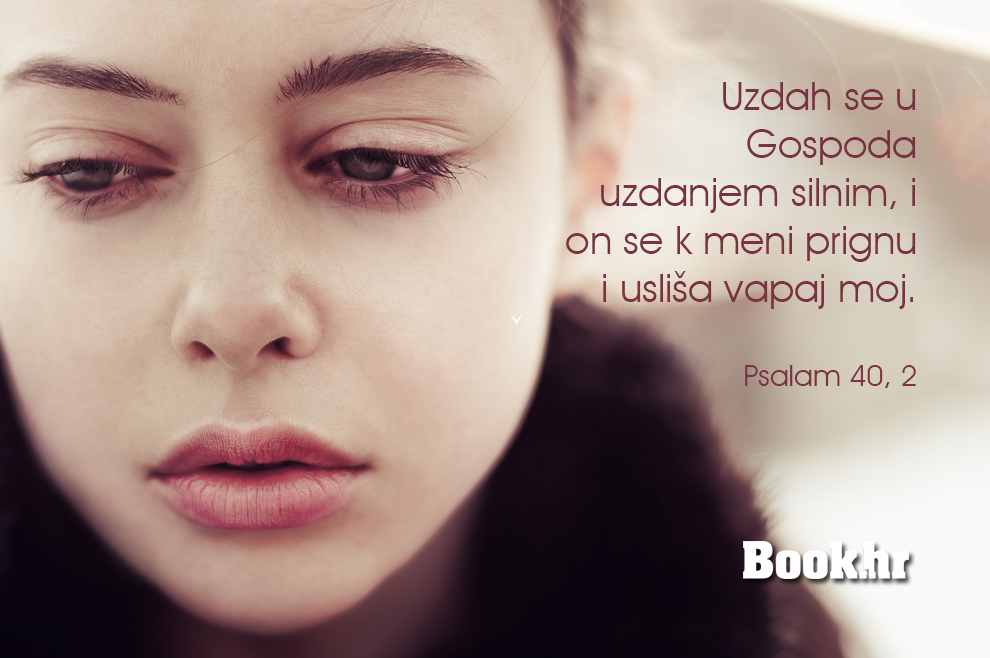 Uzdah se u
Gospoda
uzdanjem silnim, i
on se k meni prignu
i usliša vapaj moj.
Psalam 40, 2
Book.hr